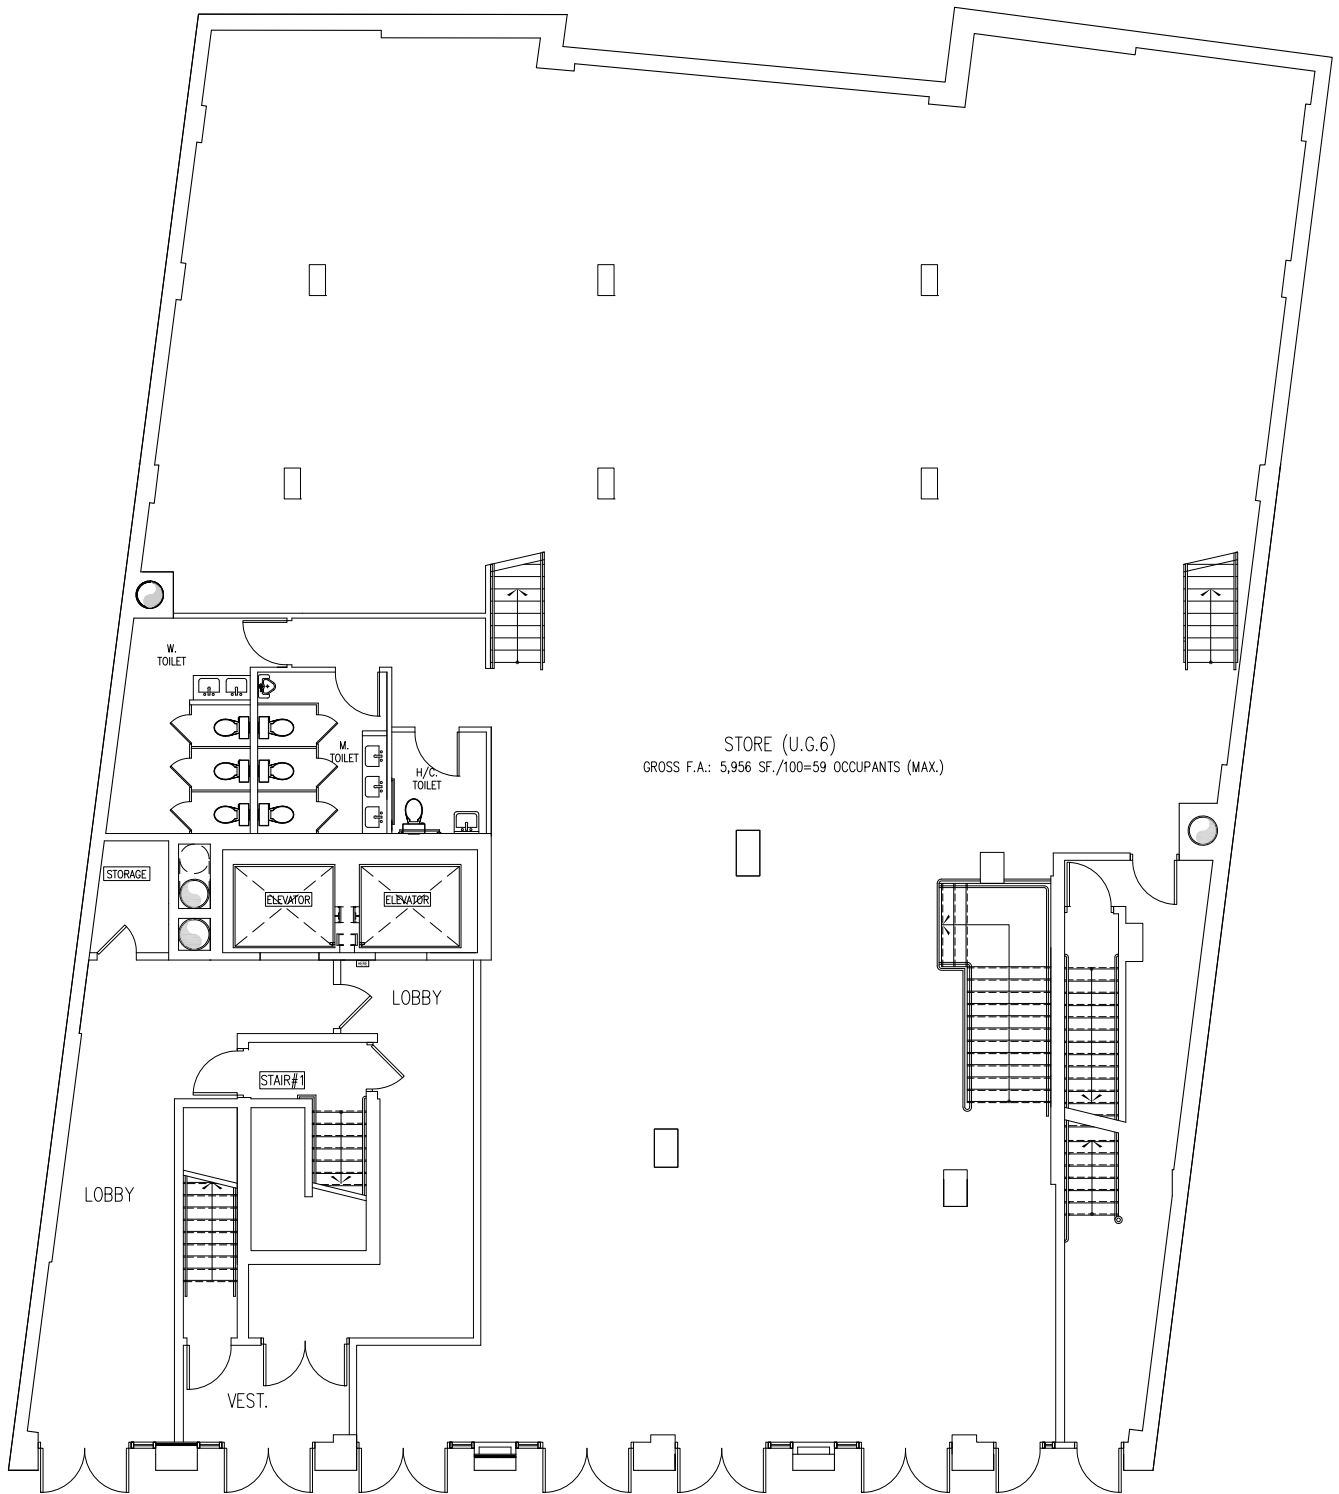 W.
TOILET
M.
TOILET
H/C.
TOILET
STORE (U.G.6)
GROSS F.A.: 5,956 SF./100=59 OCCUPANTS (MAX.)
STORAGE
ELEVATOR
ELEVATOR
LOBBY
STAIR#1
LOBBY
VEST.